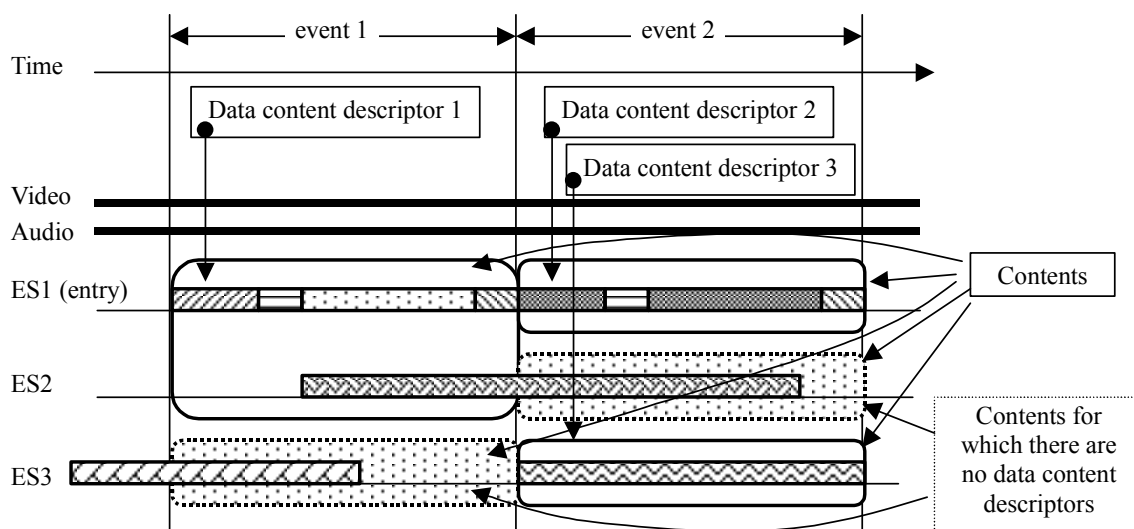 event 1
event 2
Time
Data content descriptor 1
Data content descriptor 2
Data content descriptor 3
Video
Audio
ES1 (entry)
Contents
ES2
Contents for
which there are
no data content
descriptors
ES3